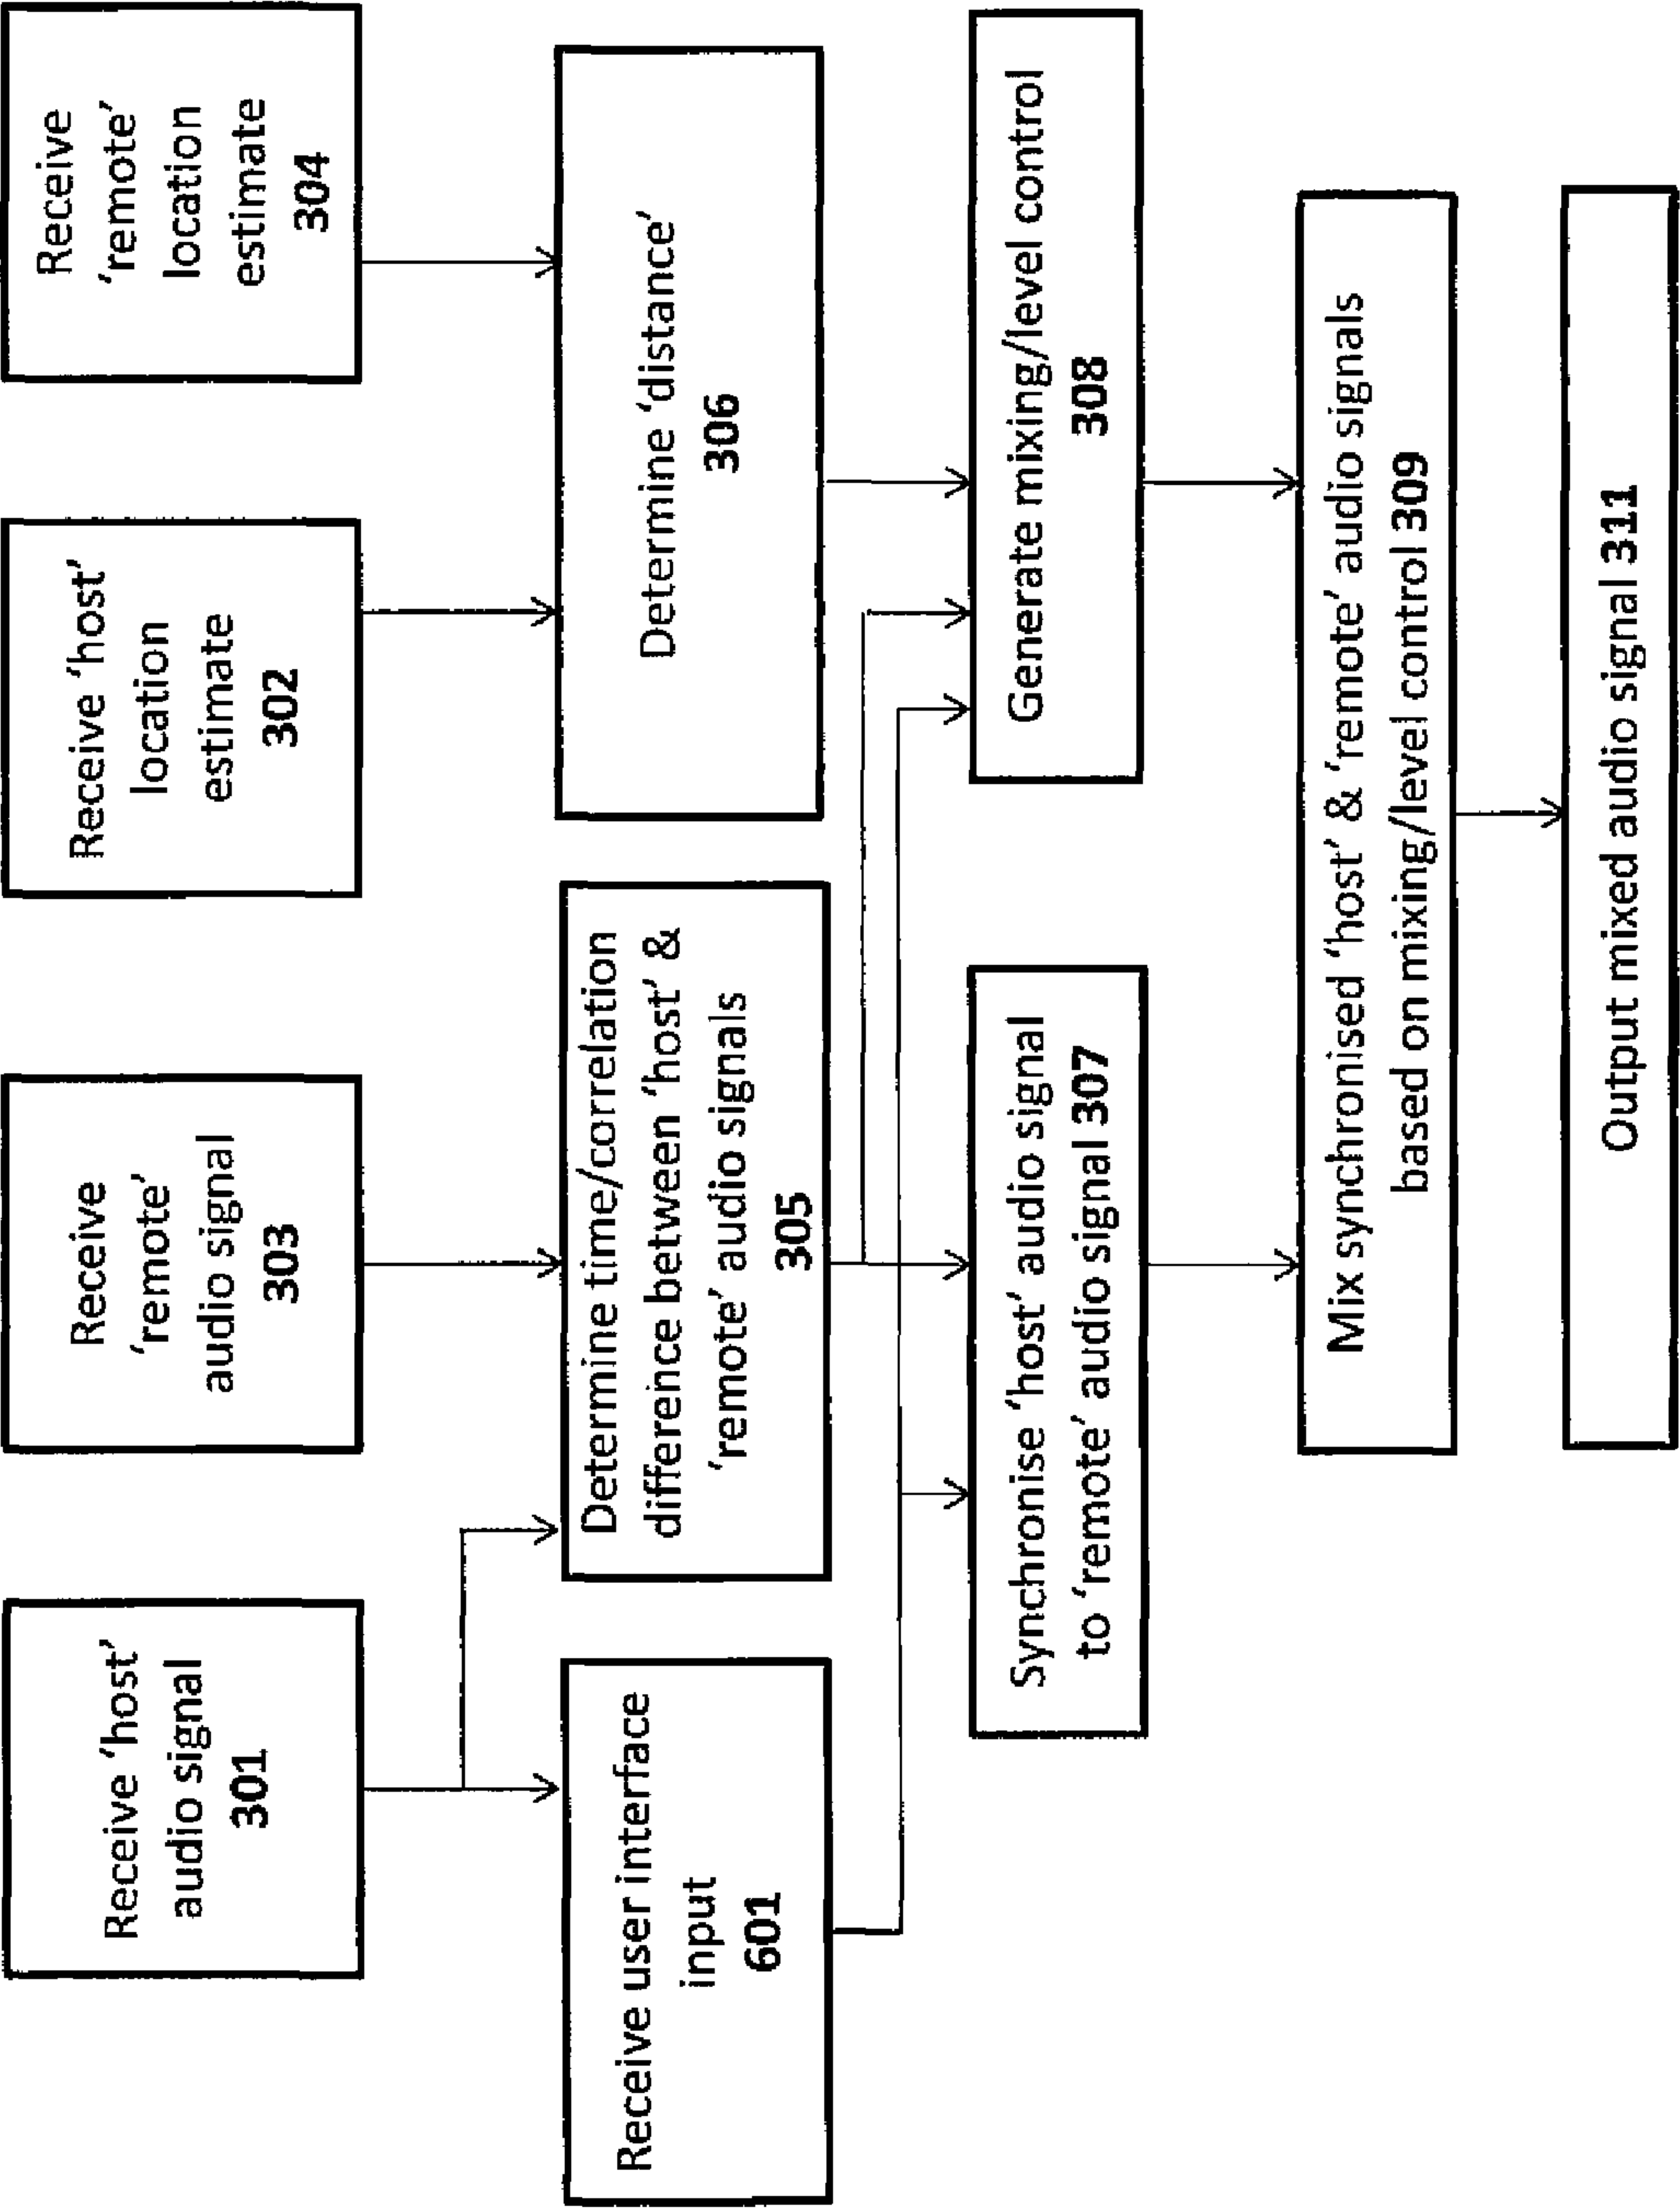 Receive ‘host’
audio signal
301
Receive
‘remote’
audio signal
303
Receive ‘host’
location
estimate
302
Receive
‘remote’
location
estimate
304
Receive user interface
input
601
Determine time/correlation
difference between ‘host’ &
‘remote’ audio signals
305
Determine ‘distance’
306
Synchronise ‘host’ audio signal
to ‘remote’ audio signal 307
Generate mixing/level control
308
Mix synchronised ‘host’ & ‘remote’ audio signals
based on mixing/level control 309
Output mixed audio signal 311